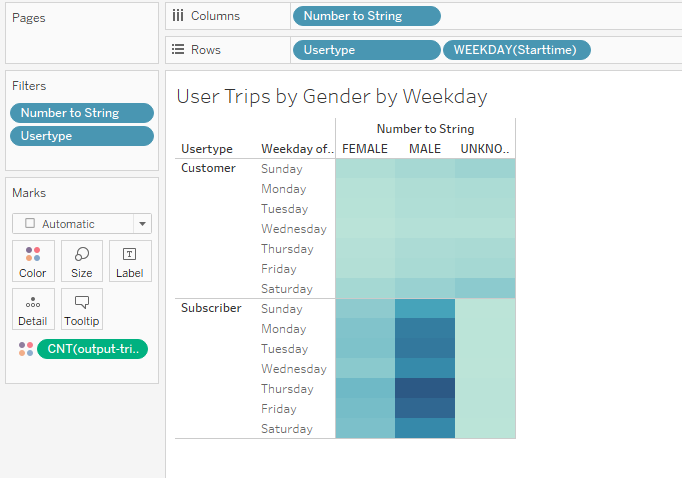 Pages
Columns
Number to String
Rows
Usertype
WEEKDAY(Starttime)
Filters
Number to String
Usertype
Marks
Automatic
Color
Size
Label
Detail
Tooltip
CNT(output-tri..
User Trips by Gender by Weekday
Number to String
Usertype
Weekday of..
FEMALE
MALE
UNKNO..
Customer
Sunday
Monday
Tuesday
Wednesday
Thursday
Friday
Saturday
Subscriber
Sunday
Monday
Tuesday
Wednesday
Thursday
Friday
Saturday